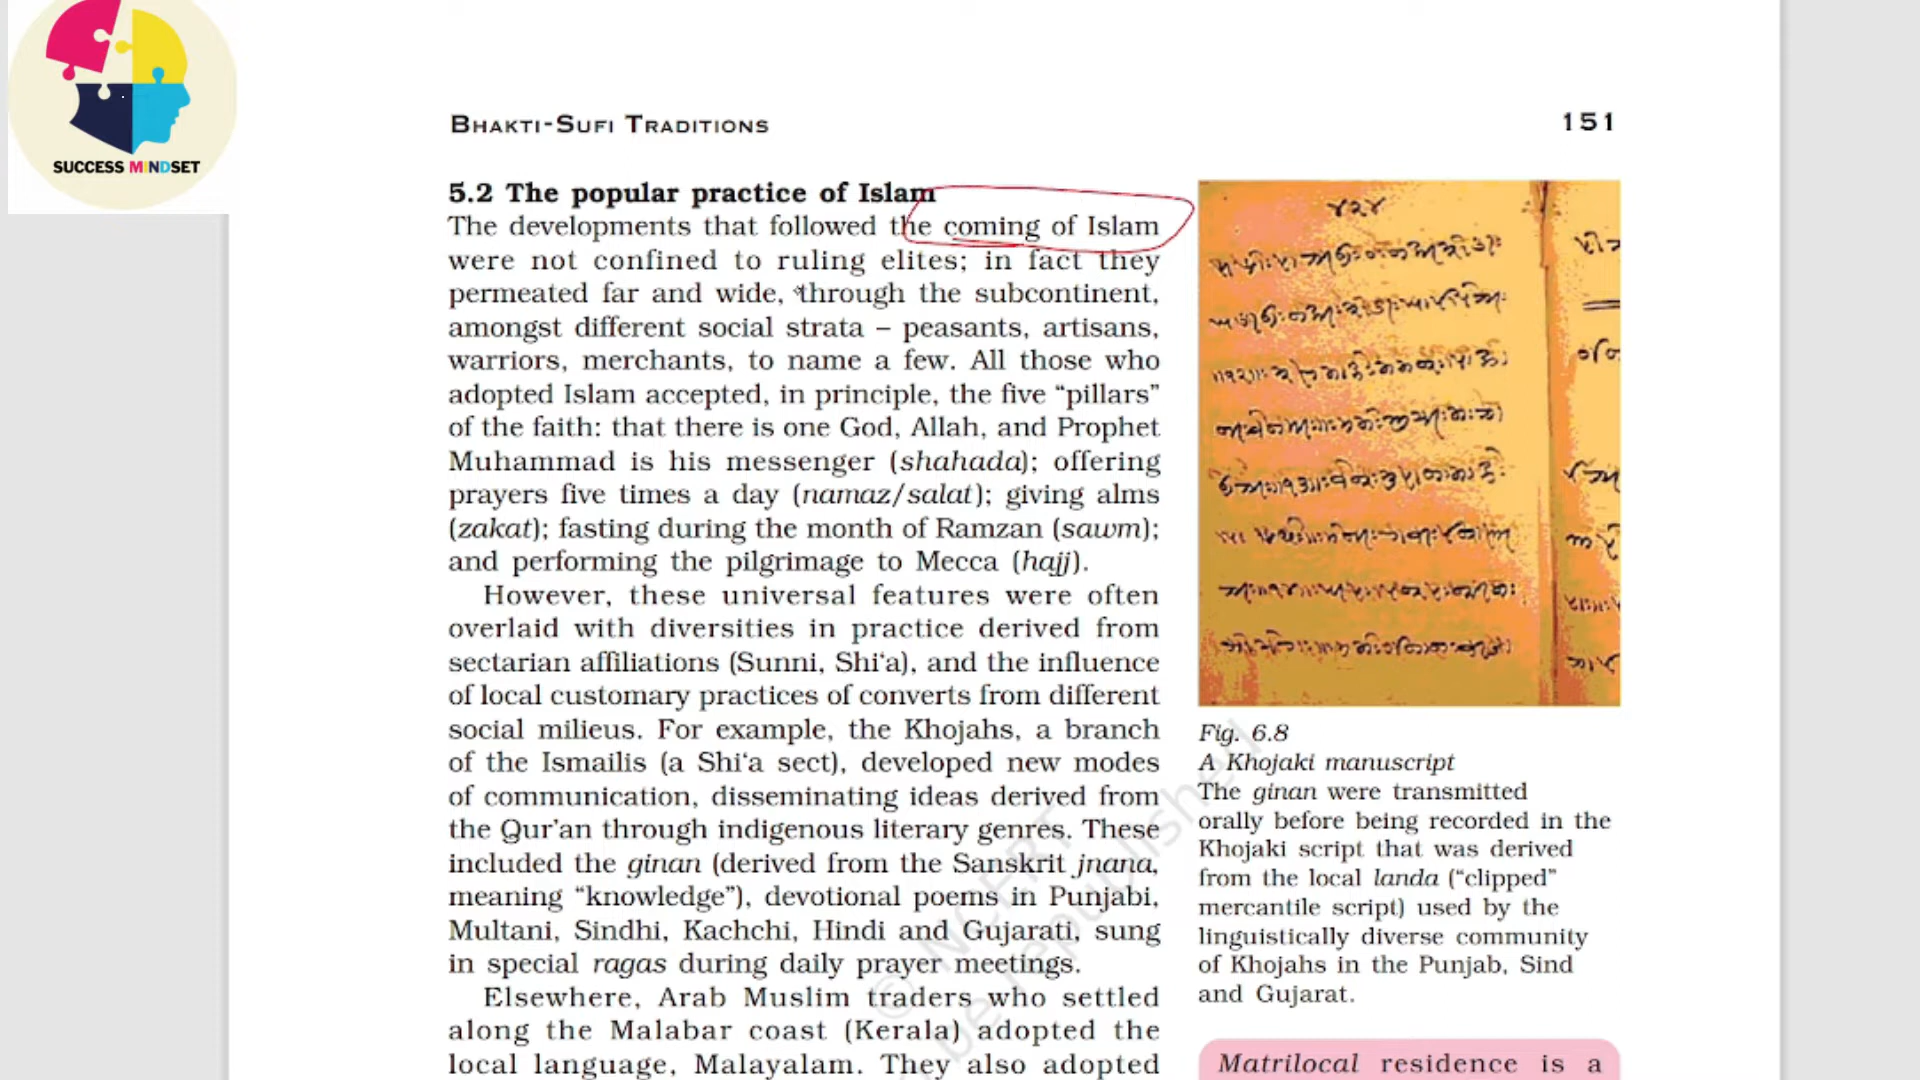 SUCCESS MINDSET
BHAKTI-SUFI TRADITIONS
151
5.2 The popular practice of Islam
The developments that followed the coming of Islam
were not confined to ruling elites; in fact they
permeated far and wide, through the subcontinent,
amongst different social strata – peasants, artisans,
warriors, merchants, to name a few. All those who
adopted Islam accepted, in principle, the five “pillars”
of the faith: that there is one God, Allah, and Prophet
Muhammad is his messenger (shahada); offering
prayers five times a day (namaz/salat); giving alms
(zakat); fasting during the month of Ramzan (sawm);
and performing the pilgrimage to Mecca (hajj).
However, these universal features were often
overlaid with diversities in practice derived from
sectarian affiliations (Sunni, Shi‘a), and the influence
of local customary practices of converts from different
social milieus. For example, the Khojahs, a branch
of the Ismailis (a Shi‘a sect), developed new modes
of communication, disseminating ideas derived from
the Qur’an through indigenous literary genres. These
included the ginan (derived from the Sanskrit jnana,
meaning “knowledge”), devotional poems in Punjabi,
Multani, Sindhi, Kachchi, Hindi and Gujarati, sung
in special ragas during daily prayer meetings.
Elsewhere, Arab Muslim traders who settled
along the Malabar coast (Kerala) adopted the
local language, Malayalam. They also adopted
Fig. 6.8
A Khojaki manuscript
The ginan were transmitted
orally before being recorded in the
Khojaki script that was derived
from the local landa (“clipped”
mercantile script) used by the
linguistically diverse community
of Khojahs in the Punjab, Sind
and Gujarat.
Matrilocal residence is a
© NCERT
be republished